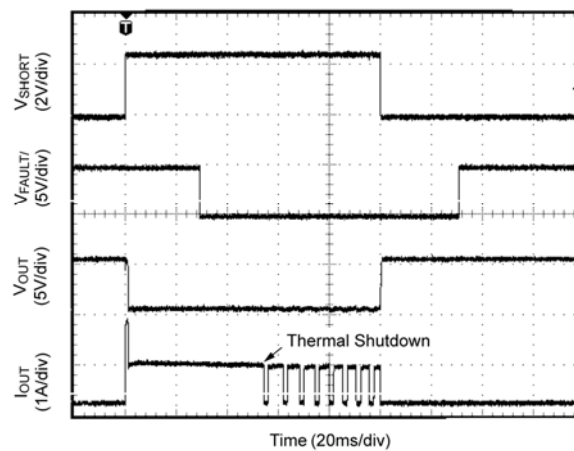 T
VSHORT
(2V/div)
VFAULT/
(5V/div)
VOUT
(5V/div)
Thermal Shutdown
IOUT
(1A/div)
Time (20ms/div)